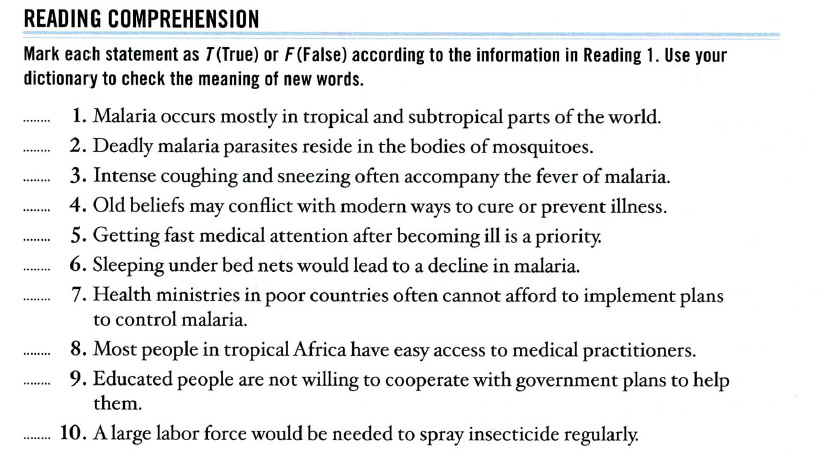 READING COMPREHENSION
Mark each statement as T (True) or F (False) according to the information in Reading 1. Use your
dictionary to check the meaning of new words.
........ 1. Malaria occurs mostly in tropical and subtropical parts of the world.
........ 2. Deadly malaria parasites reside in the bodies of mosquitoes.
........ 3. Intense coughing and sneezing often accompany the fever of malaria.
........ 4. Old beliefs may conflict with modern ways to cure or prevent illness.
........ 5. Getting fast medical attention after becoming ill is a priority.
........ 6. Sleeping under bed nets would lead to a decline in malaria.
........ 7. Health ministries in poor countries often cannot afford to implement plans
to control malaria.
........ 8. Most people in tropical Africa have easy access to medical practitioners.
........ 9. Educated people are not willing to cooperate with government plans to help
them.
........ 10. A large labor force would be needed to spray insecticide regularly.